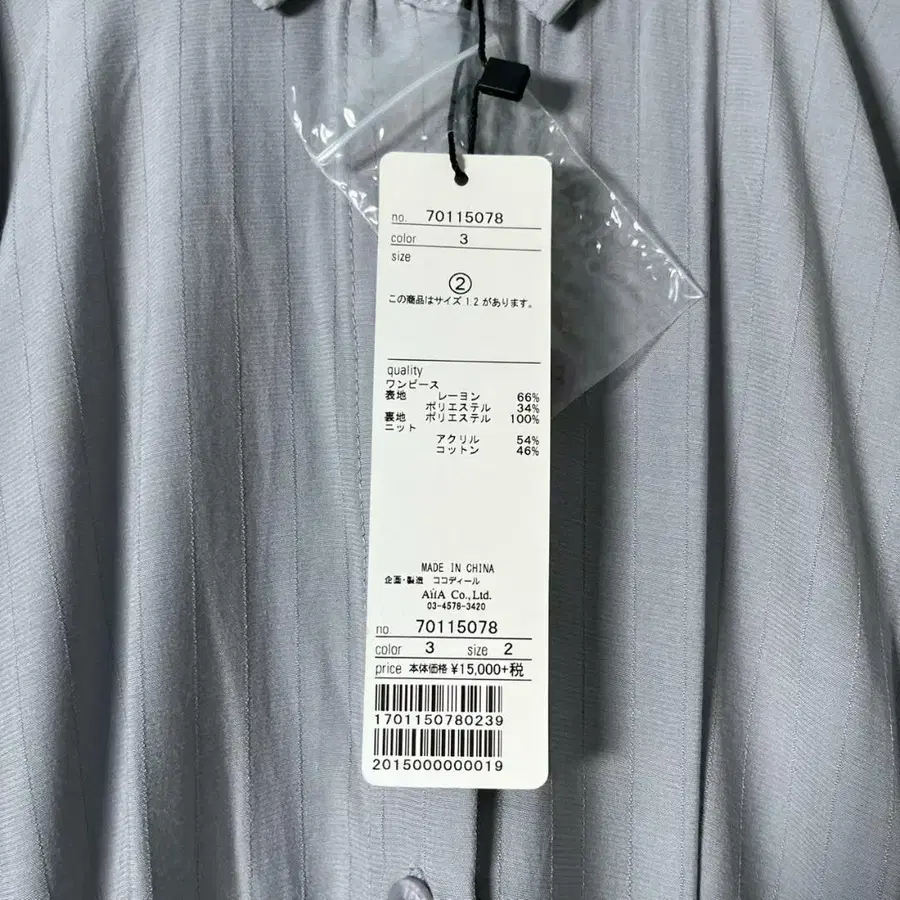 no. 70115078
color 3
size
②
この商品はサイズ 1.2 があります。
quality
ワンピース
表地 レーヨン 66%
ポリエステル 34%
裏地 ポリエステル 100%
ニット
アクリル 54%
コットン 46%
MADE IN CHINA
企画・製造 ココディール
AiiA Co.,Ltd.
03-4578-3420
no. 70115078
color 3 size 2
price 本体価格 ¥15,000+税
1701150780239
2015000000019